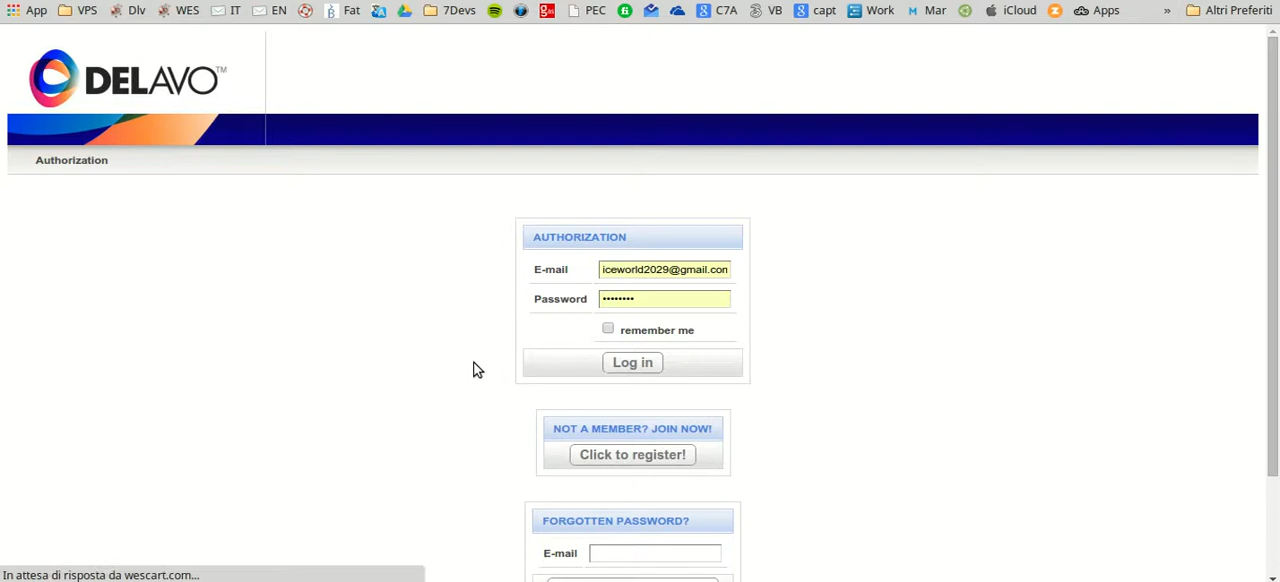 App VPS Dlv WES IT EN Fat 7Devs PEC C7A VB capt Work Mar iCloud Apps » Altri Preferiti
DELAVO™
Authorization
AUTHORIZATION
E-mail iceworld2029@gmail.con
Password ••••••••
remember me
Log in
NOT A MEMBER? JOIN NOW!
Click to register!
FORGOTTEN PASSWORD?
E-mail
In attesa di risposta da wescart.com...